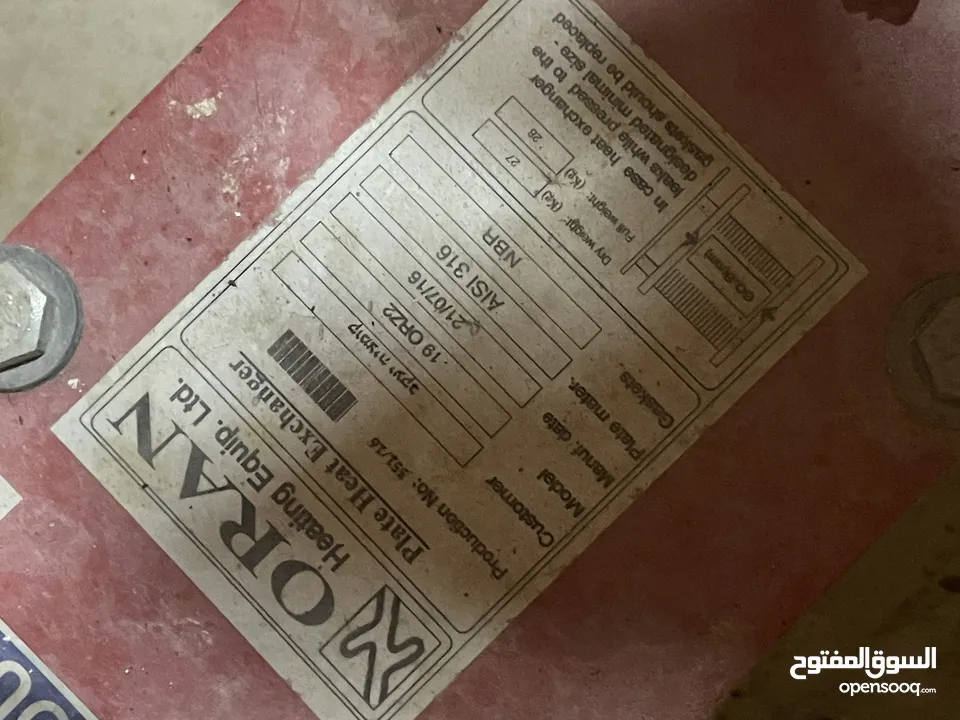 ORAN
Heating Equip. Ltd.
Plate Heat Exchanger
Production No: 351/16
Customer
Model 19 ORZ2
Manuf. date 21/07/16
Plate mater. AISI 316
Gaskets NBR
Dry weight: (Kg) 26
Full weight: (Kg) 27
In case heat exchanger
leaks while pressed to the
designated minimal size -
gaskets should be replaced
السوق المفتوح
opensooq.com